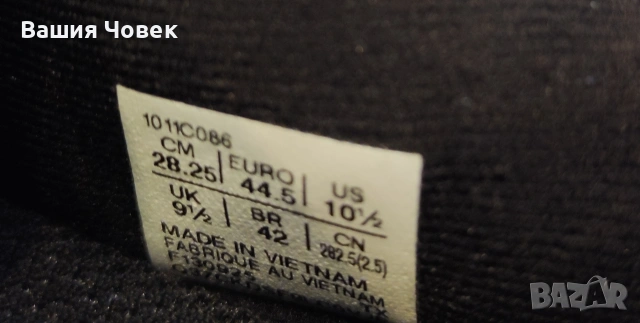 Вашия Човек
1011C086
CM EURO US
28.25 44.5 10½
UK BR CN
9½ 42 282.5(2.5)
MADE IN VIETNAM
FABRIQUE AU VIETNAM
BAZAR